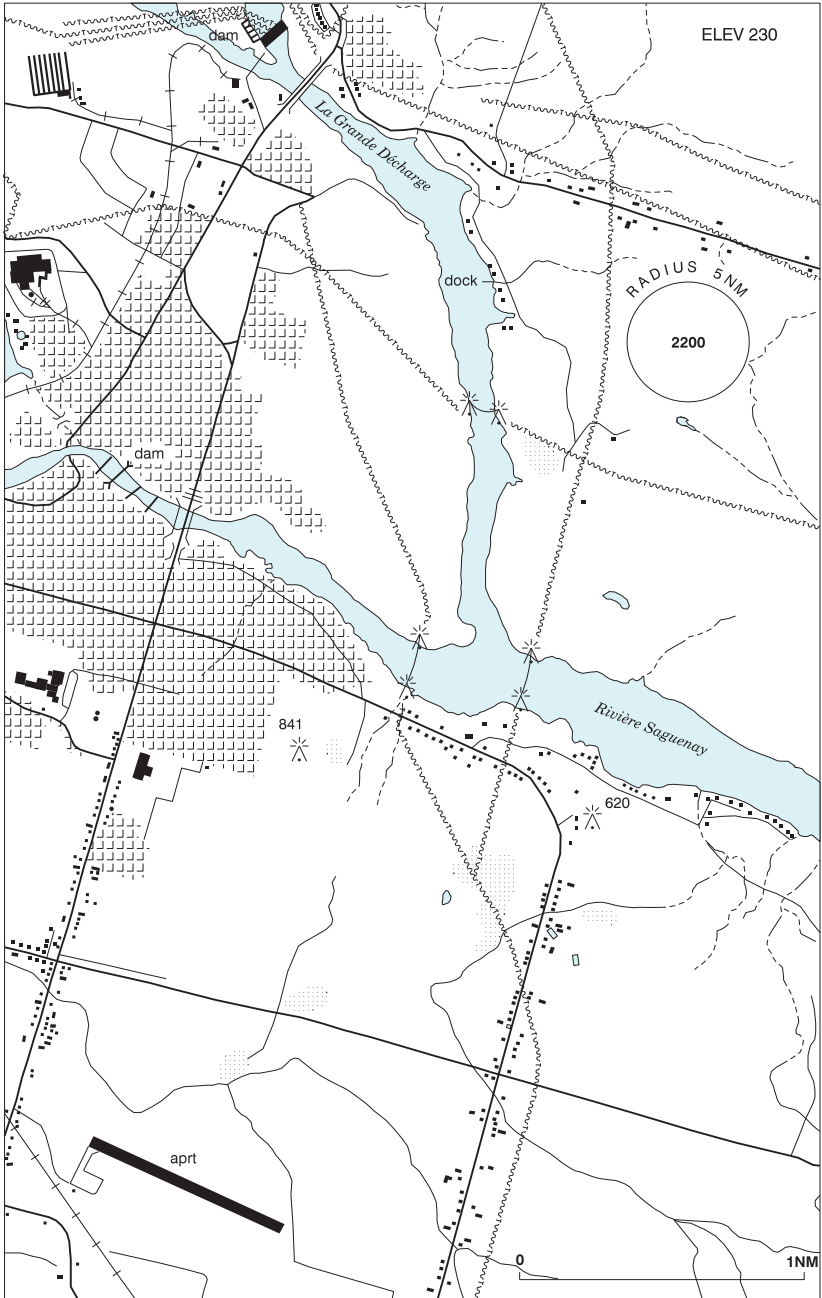 dam
ELEV 230
La Grande Décharge
dock
RADIUS 5NM
2200
dam
Rivière Saguenay
841
620
aprt
0
1NM